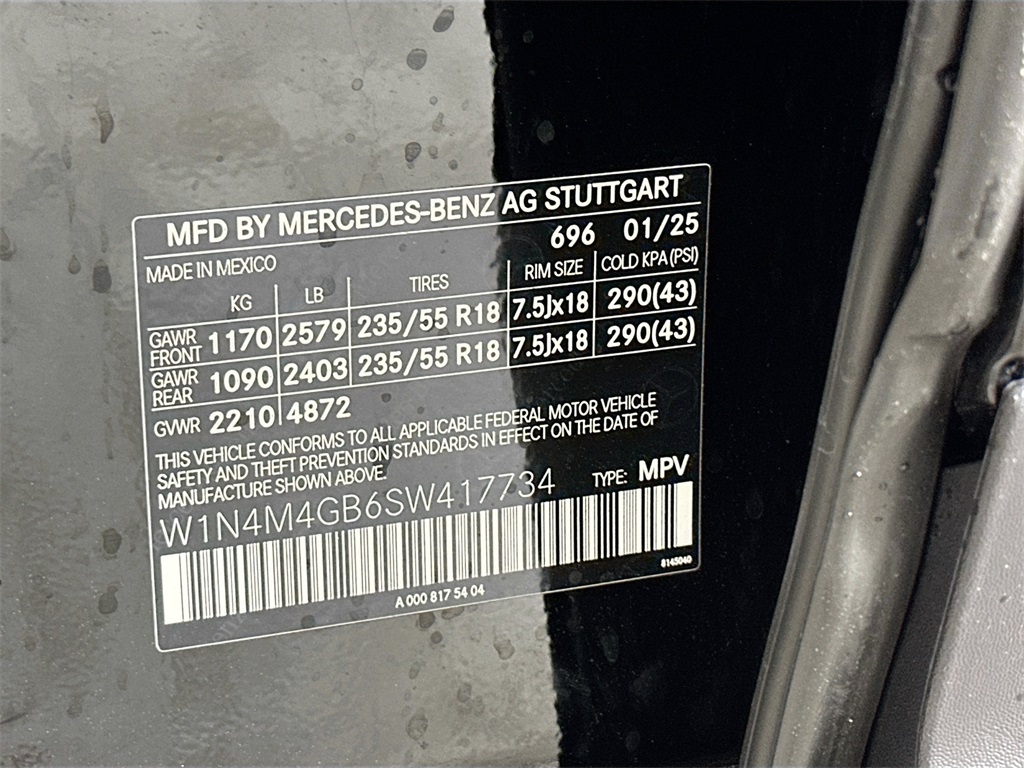 MFD BY MERCEDES-BENZ AG STUTTGART
696 01/25
MADE IN MEXICO
KG LB TIRES RIM SIZE COLD KPA (PSI)
GAWR FRONT 1170 2579 235/55 R18 7.5Jx18 290(43)
GAWR REAR 1090 2403 235/55 R18 7.5Jx18 290(43)
GVWR 2210 4872
THIS VEHICLE CONFORMS TO ALL APPLICABLE FEDERAL MOTOR VEHICLE
SAFETY AND THEFT PREVENTION STANDARDS IN EFFECT ON THE DATE OF
MANUFACTURE SHOWN ABOVE.
W1N4M4GB6SW417734 TYPE: MPV
8145040
A 000 817 54 04